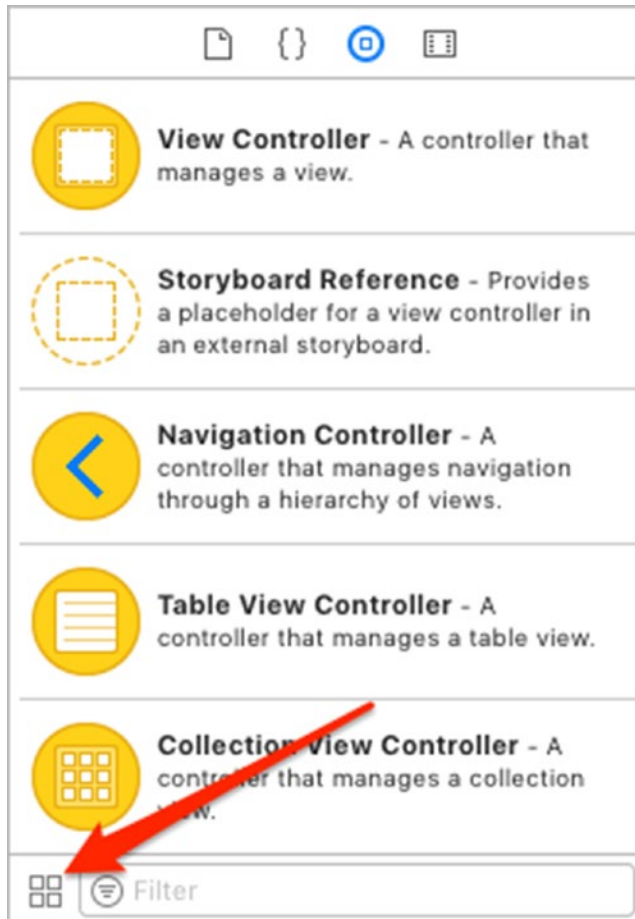 View Controller - A controller that
manages a view.
Storyboard Reference - Provides
a placeholder for a view controller in
an external storyboard.
Navigation Controller - A
controller that manages navigation
through a hierarchy of views.
Table View Controller - A
controller that manages a table view.
Collection View Controller - A
controller that manages a collection
view.
Filter